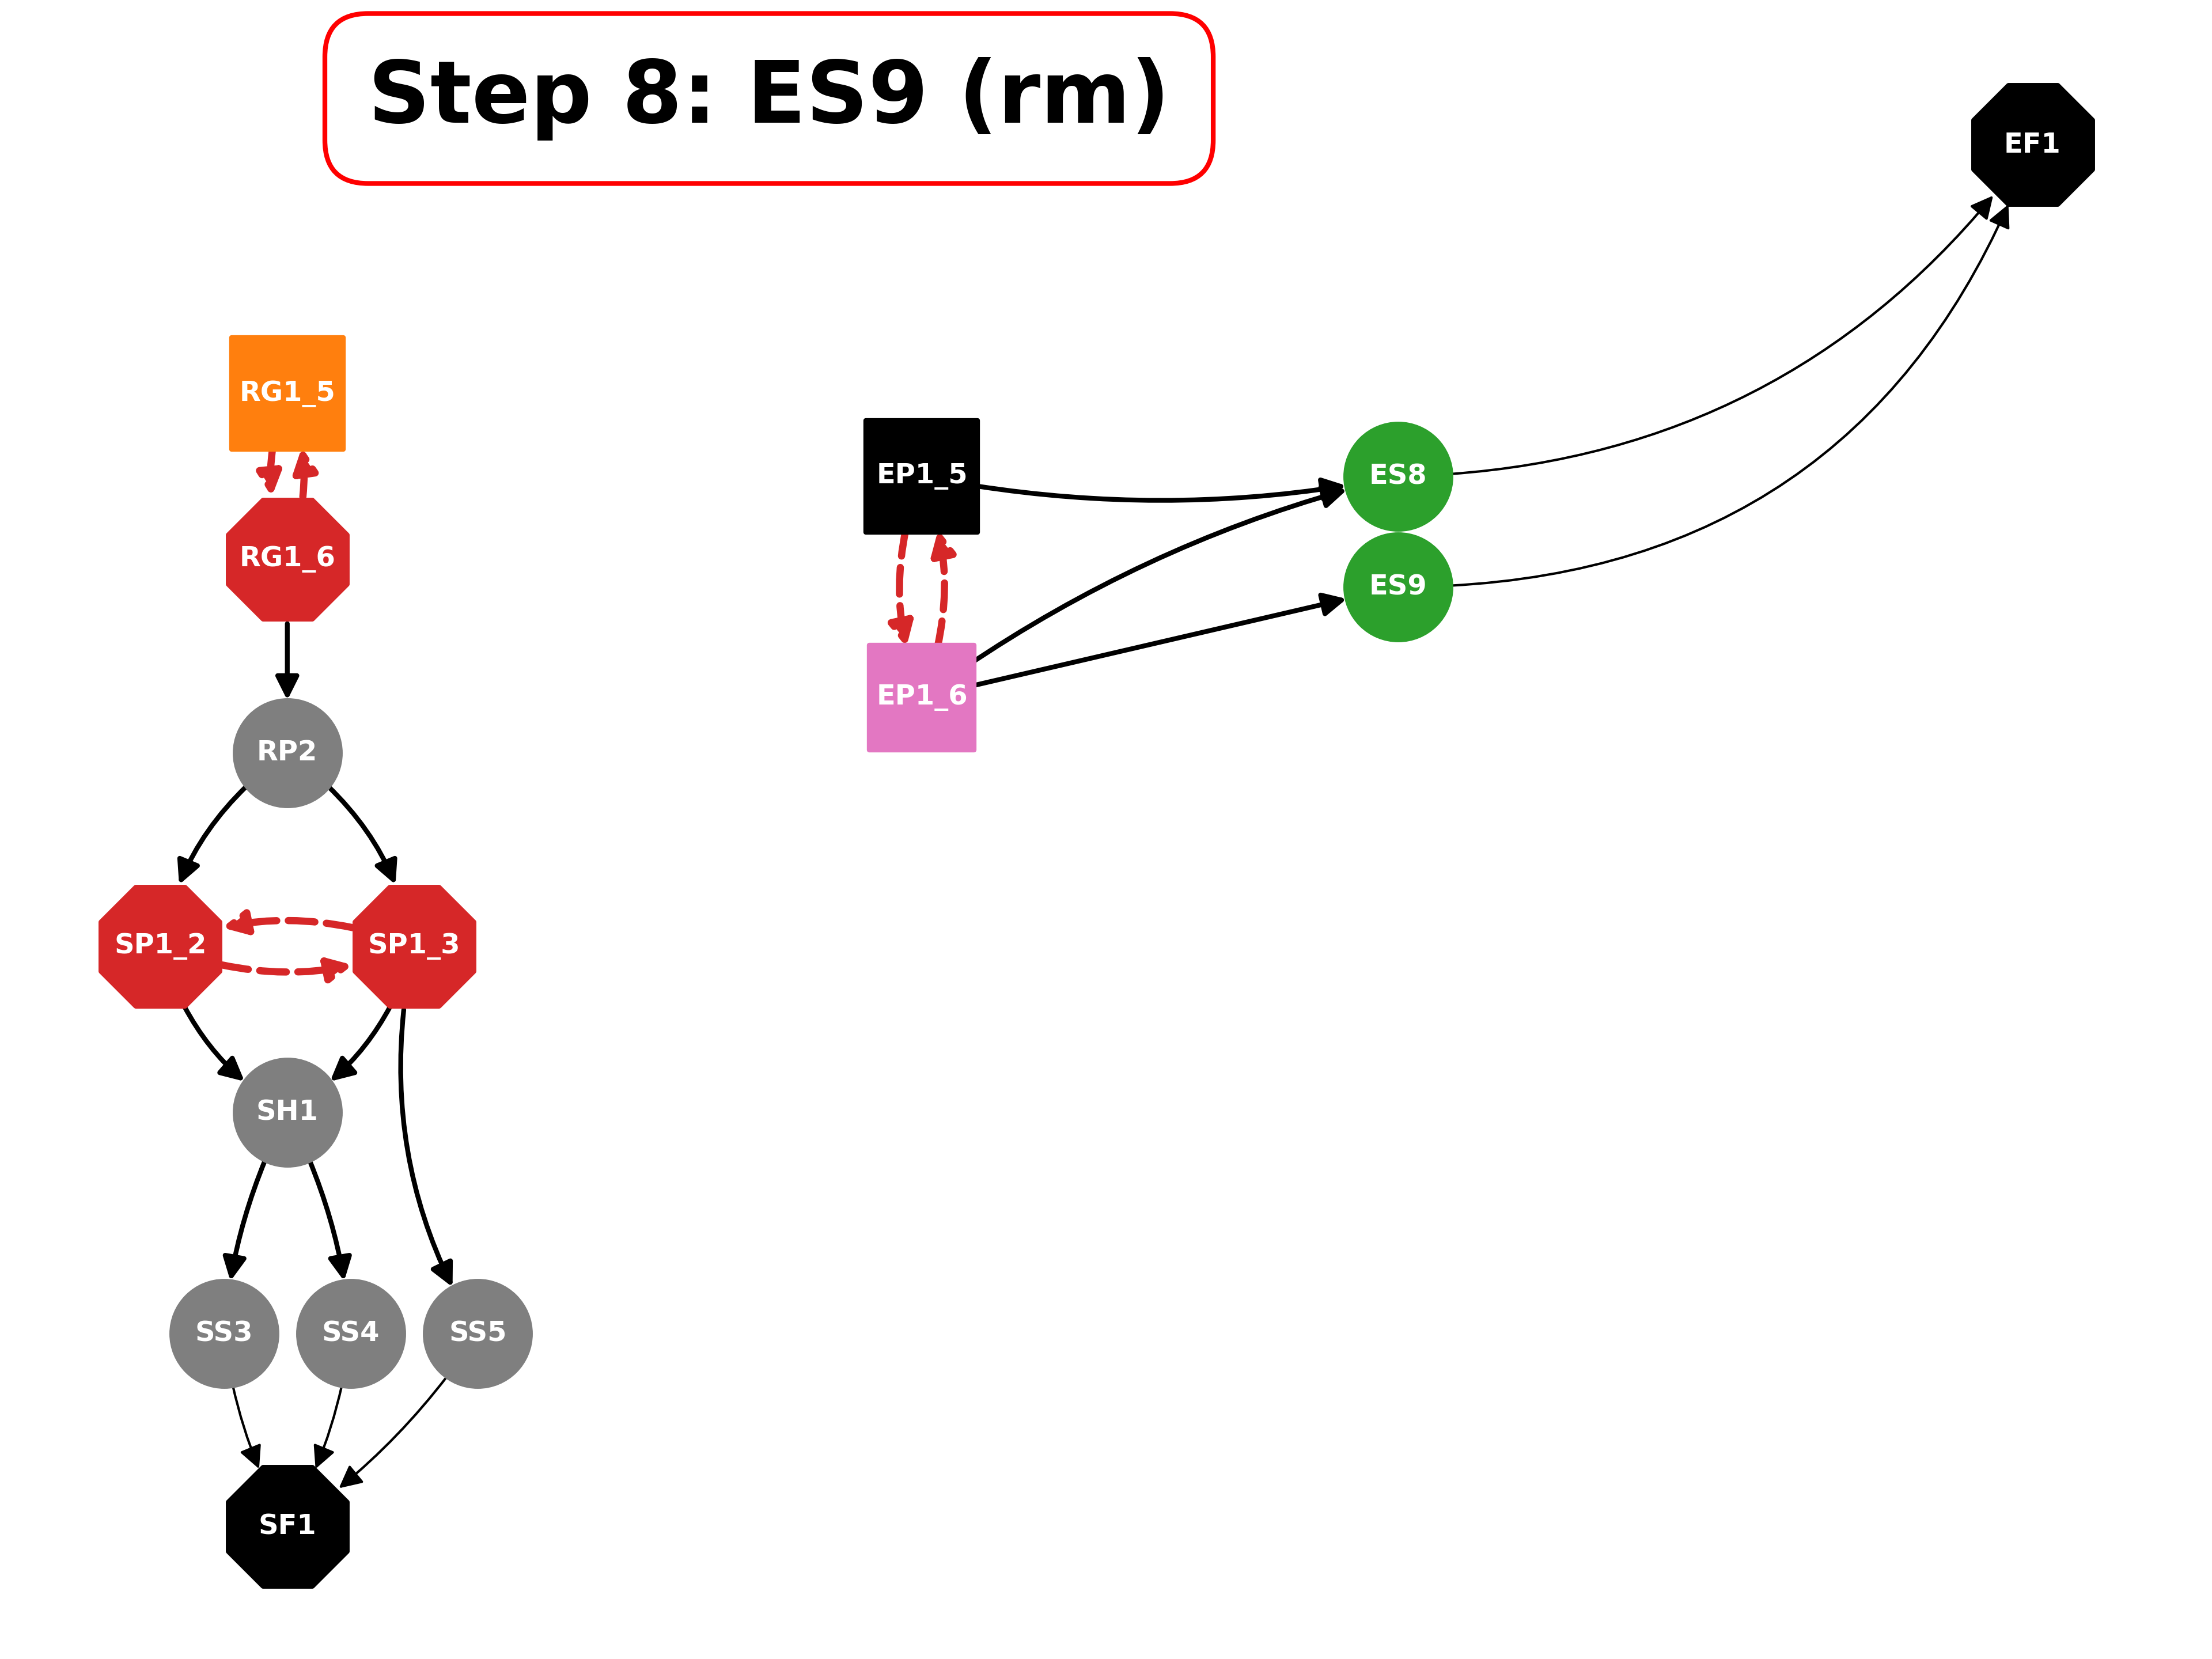 Step 8: ES9 (rm)
EF1
RG1_5
EP1_5
ES8
RG1_6
ES9
EP1_6
RP2
SP1_2
SP1_3
SH1
SS3
SS4
SS5
SF1